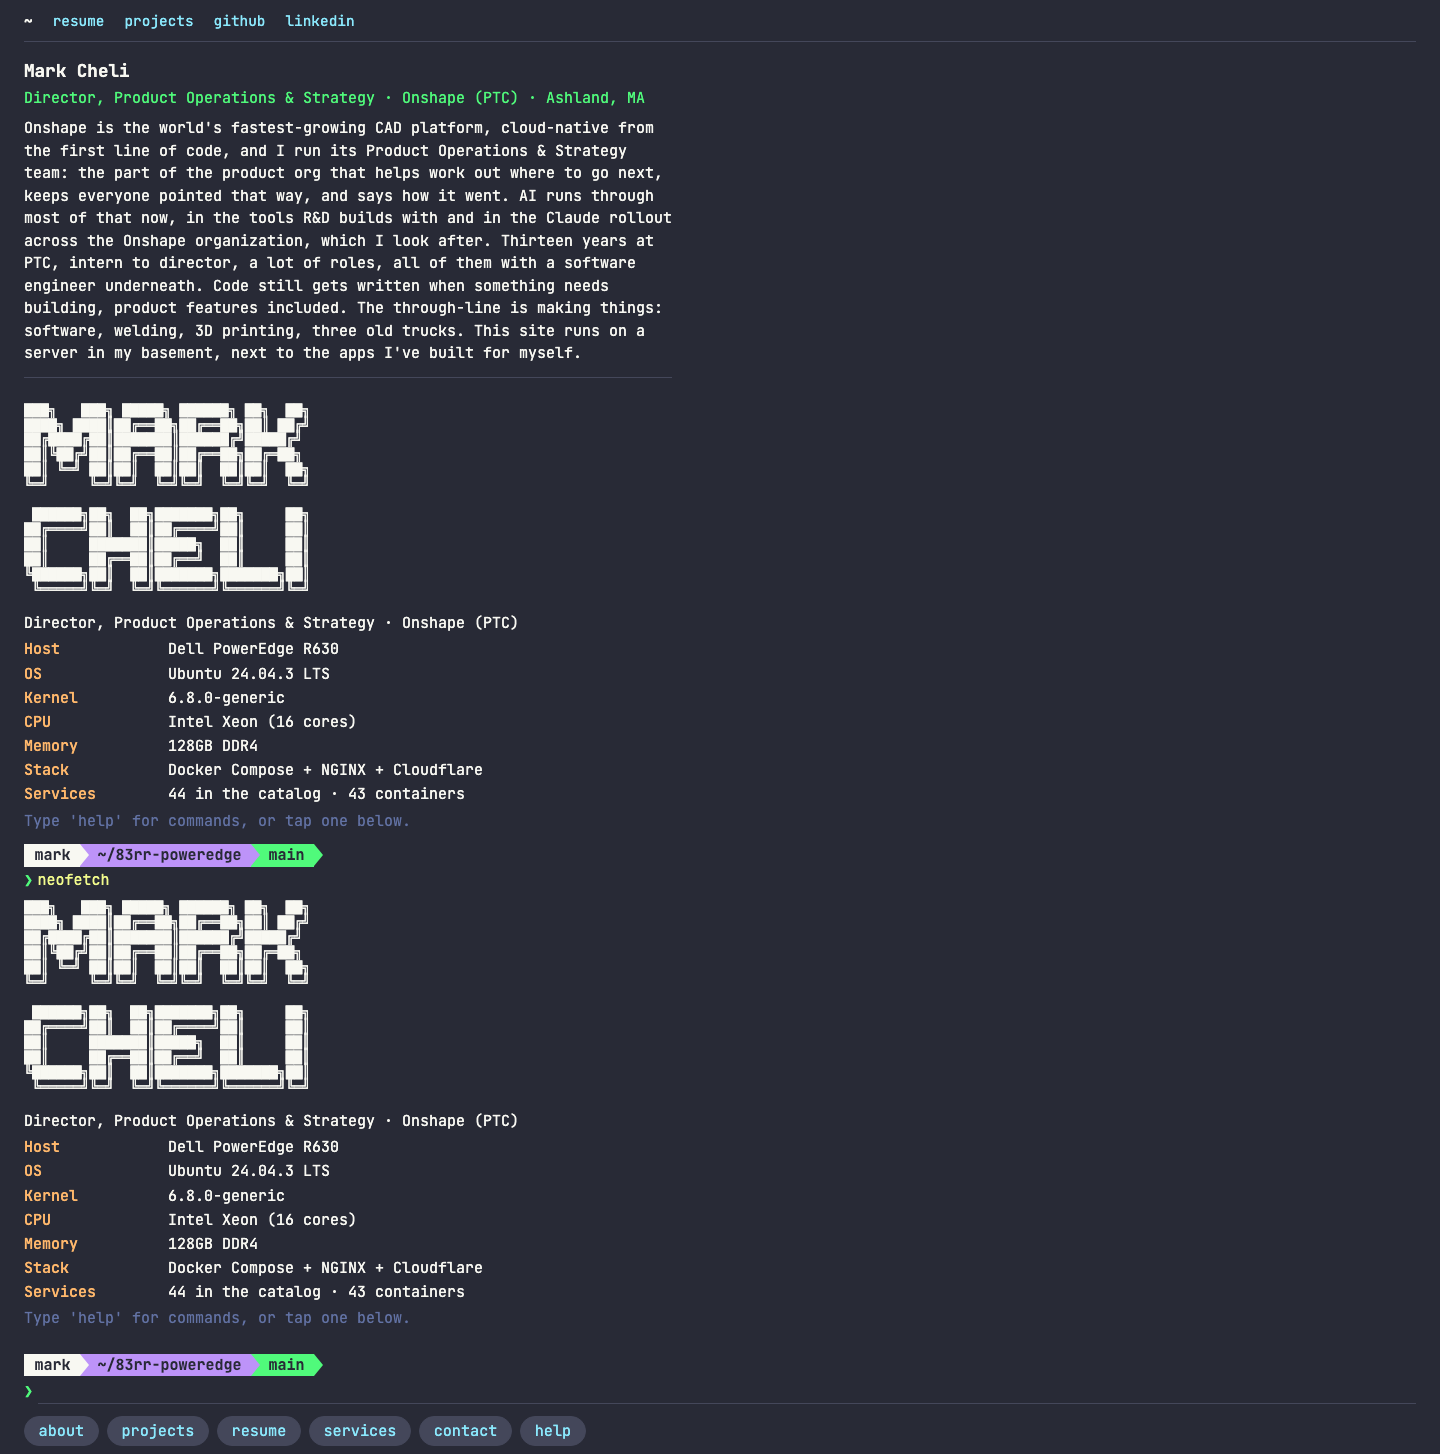 ~ resume projects github linkedin
Mark Cheli
Director, Product Operations & Strategy · Onshape (PTC) · Ashland, MA
Onshape is the world's fastest-growing CAD platform, cloud-native from
the first line of code, and I run its Product Operations & Strategy
team: the part of the product org that helps work out where to go next,
keeps everyone pointed that way, and says how it went. AI runs through
most of that now, in the tools R&D builds with and in the Claude rollout
across the Onshape organization, which I look after. Thirteen years at
PTC, intern to director, a lot of roles, all of them with a software
engineer underneath. Code still gets written when something needs
building, product features included. The through-line is making things:
software, welding, 3D printing, three old trucks. This site runs on a
server in my basement, next to the apps I've built for myself.
MARK
CHELI
Director, Product Operations & Strategy · Onshape (PTC)
Host Dell PowerEdge R630
OS Ubuntu 24.04.3 LTS
Kernel 6.8.0-generic
CPU Intel Xeon (16 cores)
Memory 128GB DDR4
Stack Docker Compose + NGINX + Cloudflare
Services 44 in the catalog · 43 containers
Type 'help' for commands, or tap one below.
mark ~/83rr-poweredge main
❯ neofetch
MARK
CHELI
Director, Product Operations & Strategy · Onshape (PTC)
Host Dell PowerEdge R630
OS Ubuntu 24.04.3 LTS
Kernel 6.8.0-generic
CPU Intel Xeon (16 cores)
Memory 128GB DDR4
Stack Docker Compose + NGINX + Cloudflare
Services 44 in the catalog · 43 containers
Type 'help' for commands, or tap one below.
mark ~/83rr-poweredge main
❯
about projects resume services contact help